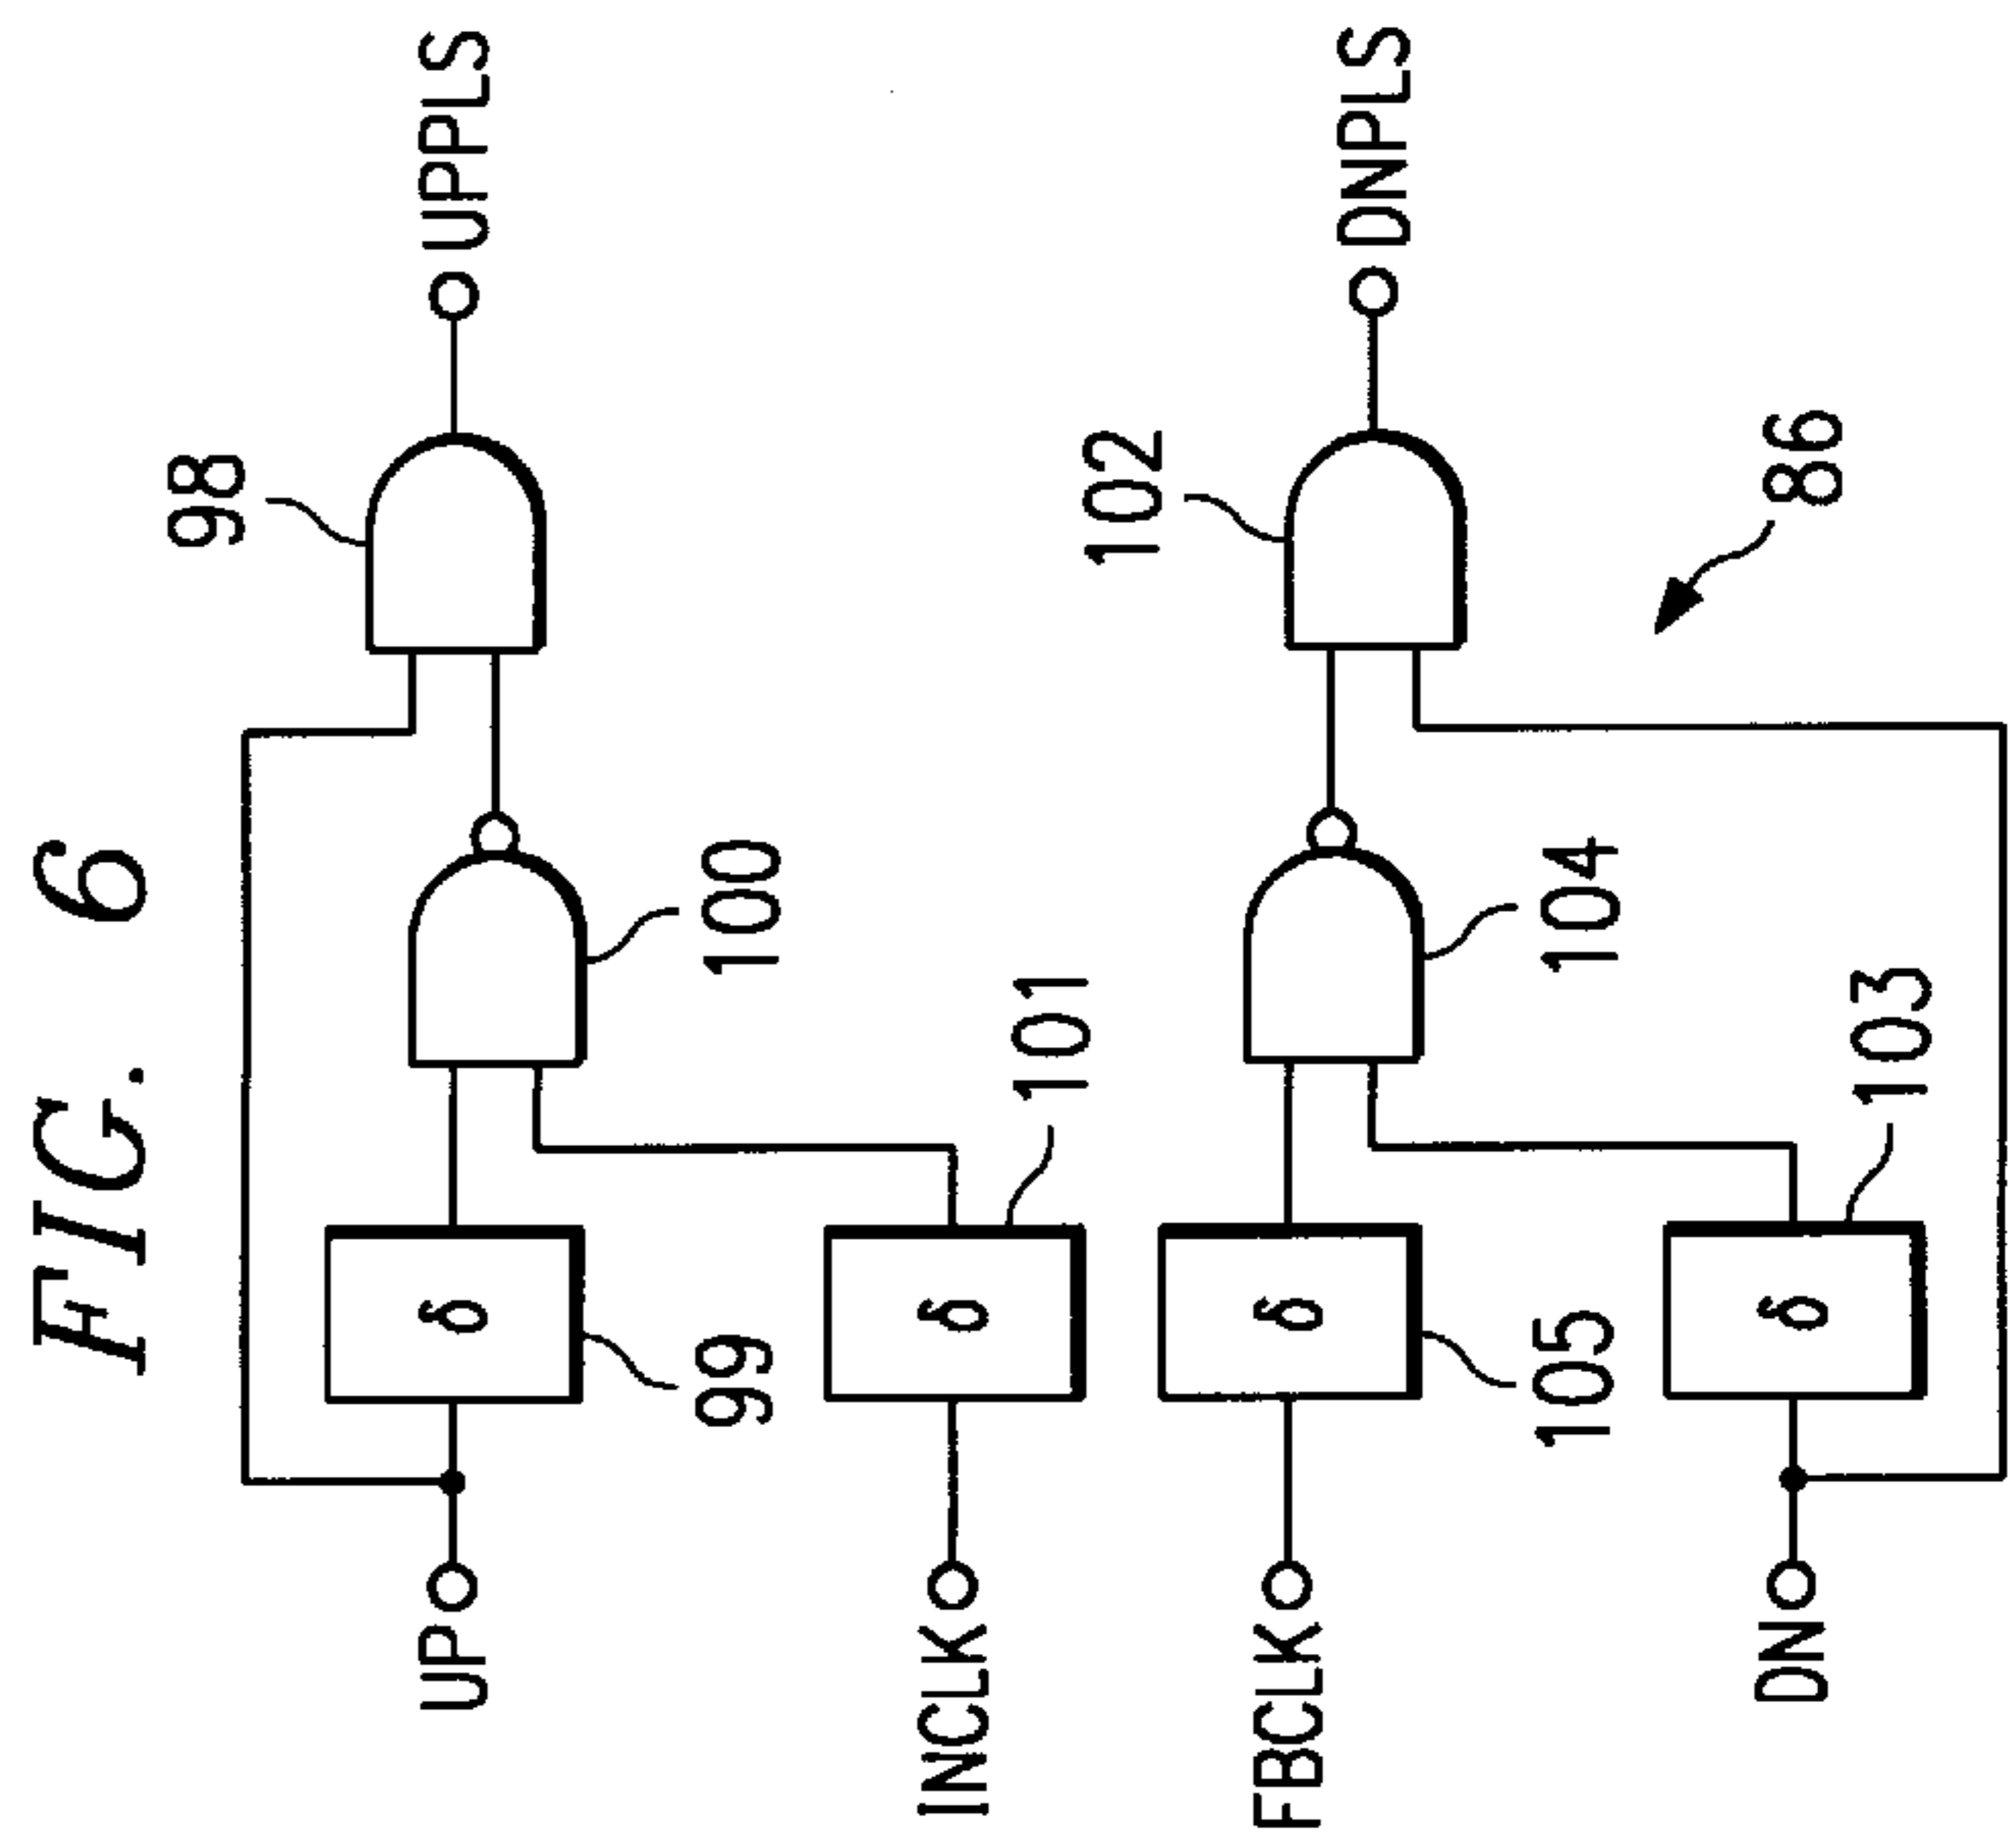 FIG. 6
98
UPPLS
100
UP
δ
99
101
INCLK
δ
102
DNPLS
104
FBCLK
δ
105
103
DN
δ
86